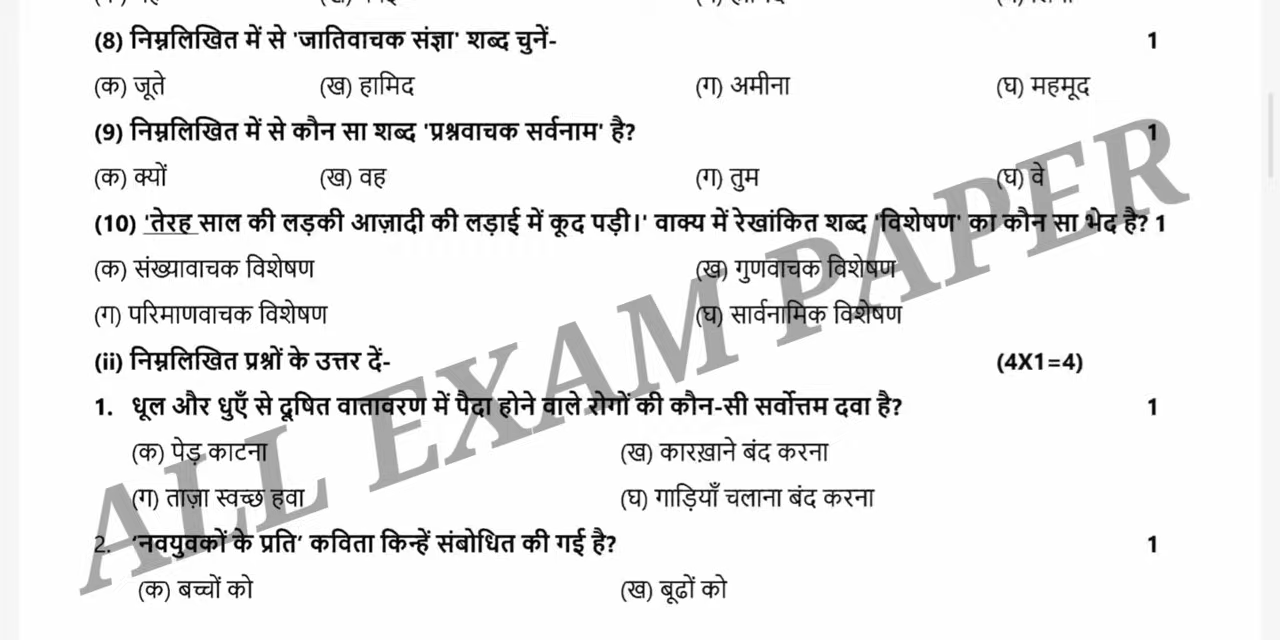 (8) निम्नलिखित में से 'जातिवाचक संज्ञा' शब्द चुनें- 1
(क) जूते (ख) हामिद (ग) अमीना (घ) महमूद
(9) निम्नलिखित में से कौन सा शब्द 'प्रश्नवाचक सर्वनाम' है? 1
(क) क्यों (ख) वह (ग) तुम (घ) वे
(10) 'तेरह साल की लड़की आज़ादी की लड़ाई में कूद पड़ी।' वाक्य में रेखांकित शब्द 'विशेषण' का कौन सा भेद है? 1
(क) संख्यावाचक विशेषण (ख) गुणवाचक विशेषण
(ग) परिमाणवाचक विशेषण (घ) सार्वनामिक विशेषण
(ii) निम्नलिखित प्रश्नों के उत्तर दें- (4X1=4)
1. धूल और धुएँ से दूषित वातावरण में पैदा होने वाले रोगों की कौन-सी सर्वोत्तम दवा है? 1
(क) पेड़ काटना (ख) कारख़ाने बंद करना
(ग) ताज़ा स्वच्छ हवा (घ) गाड़ियाँ चलाना बंद करना
2. 'नवयुवकों के प्रति' कविता किन्हें संबोधित की गई है? 1
(क) बच्चों को (ख) बूढों को
ALL EXAM PAPER